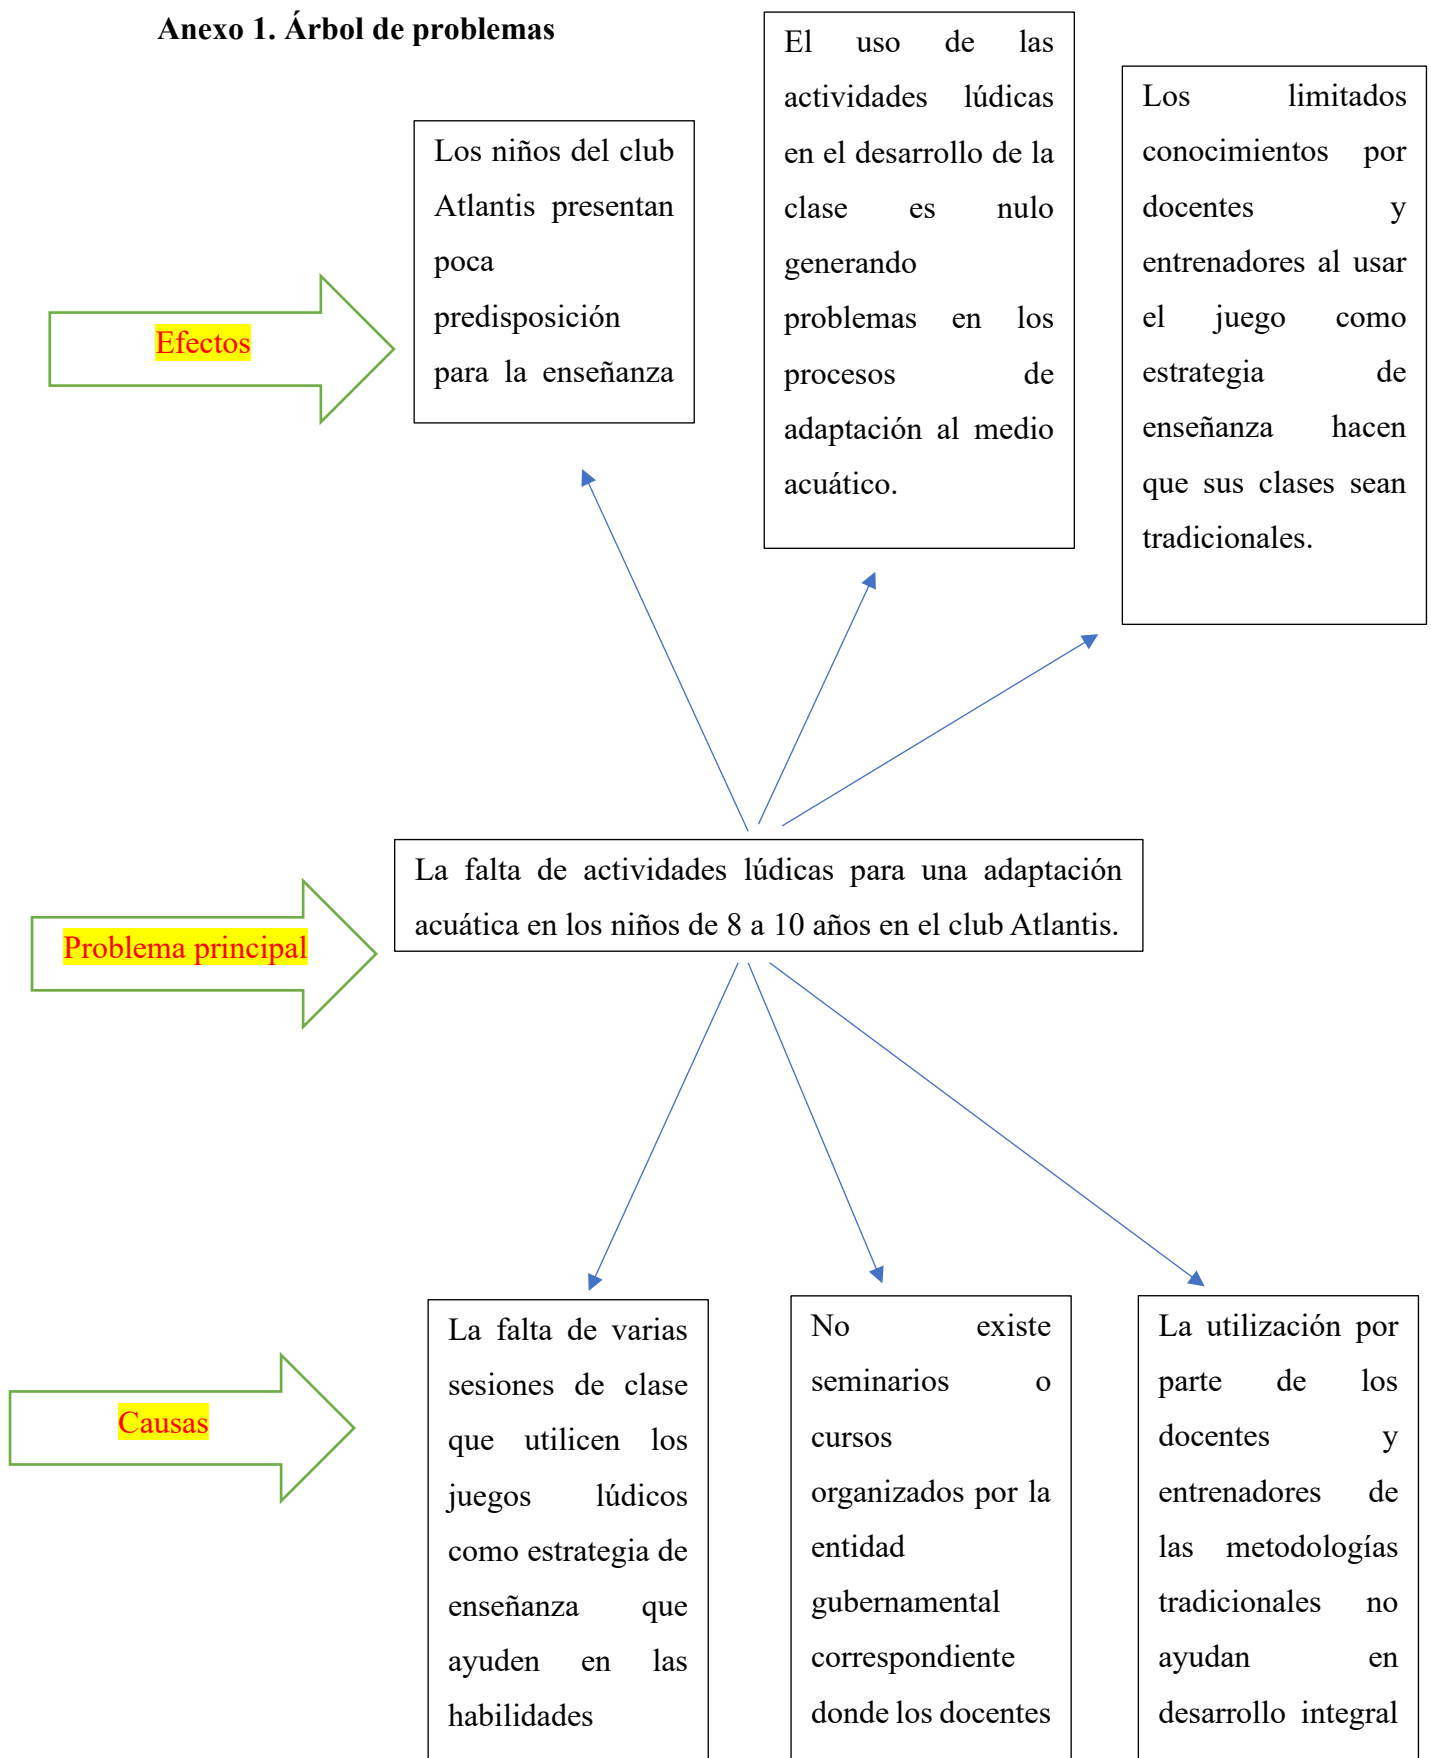 Anexo 1. Árbol de problemas
Efectos
Los niños del club
Atlantis presentan
poca
predisposición
para la enseñanza
El uso de las
actividades lúdicas
en el desarrollo de la
clase es nulo
generando
problemas en los
procesos de
adaptación al medio
acuático.
Los limitados
conocimientos por
docentes y
entrenadores al usar
el juego como
estrategia de
enseñanza hacen
que sus clases sean
tradicionales.
Problema principal
La falta de actividades lúdicas para una adaptación
acuática en los niños de 8 a 10 años en el club Atlantis.
Causas
La falta de varias
sesiones de clase
que utilicen los
juegos lúdicos
como estrategia de
enseñanza que
ayuden en las
habilidades
No existe
seminarios o
cursos
organizados por la
entidad
gubernamental
correspondiente
donde los docentes
La utilización por
parte de los
docentes y
entrenadores de
las metodologías
tradicionales no
ayudan en
desarrollo integral